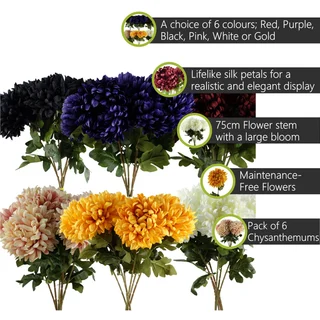 A choice of 6 colours; Red, Purple,
Black, Pink, White or Gold
Lifelike silk petals for a
realistic and elegant display
75cm Flower stem
with a large bloom
Maintenance-
Free Flowers
Pack of 6
Chysanthemums